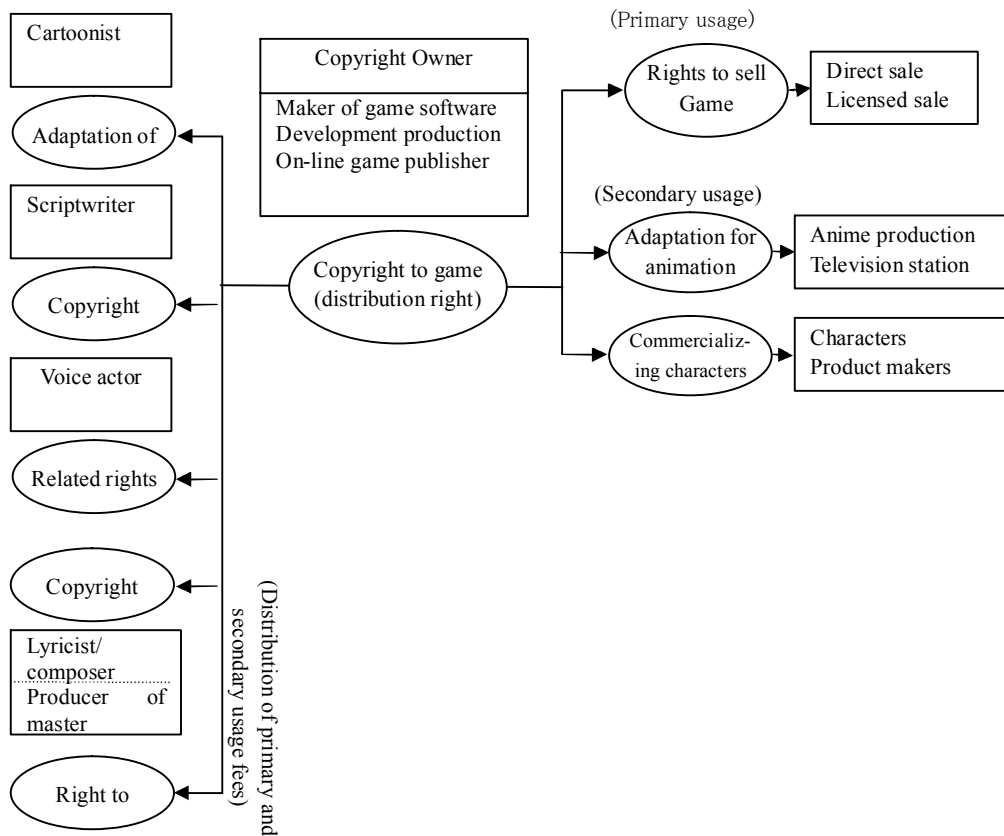 Cartoonist
Adaptation of
Scriptwriter
Copyright
Voice actor
Related rights
Copyright
Lyricist/
composer
Producer of
master
Right to
(Distribution of primary and
secondary usage fees)
Copyright Owner
Maker of game software
Development production
On-line game publisher
Copyright to game
(distribution right)
(Primary usage)
Rights to sell
Game
Direct sale
Licensed sale
(Secondary usage)
Adaptation for
animation
Anime production
Television station
Commercializ-
ing characters
Characters
Product makers